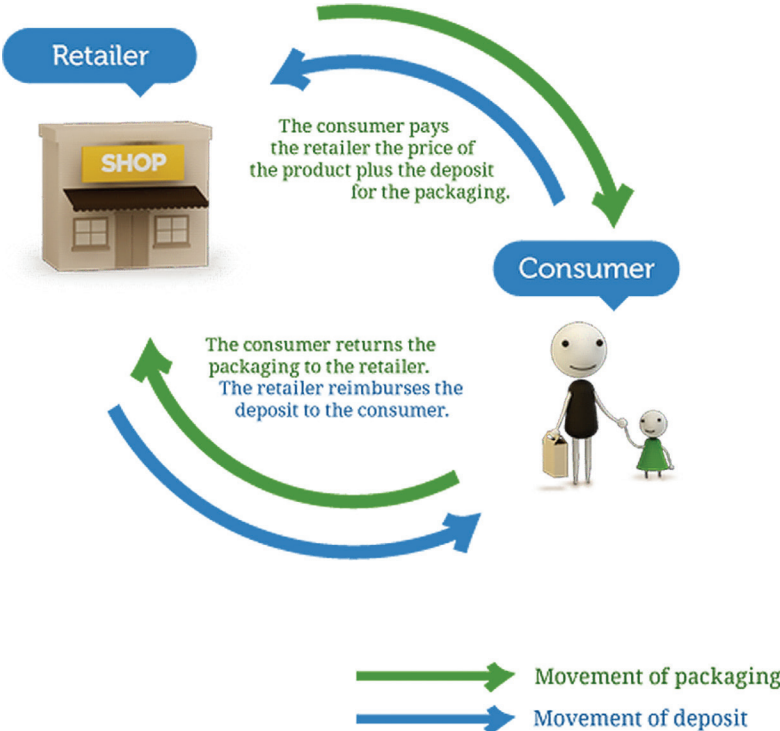 Retailer
SHOP
The consumer pays
the retailer the price of
the product plus the deposit
for the packaging.
Consumer
The consumer returns the
packaging to the retailer.
The retailer reimburses the
deposit to the consumer.
Movement of packaging
Movement of deposit